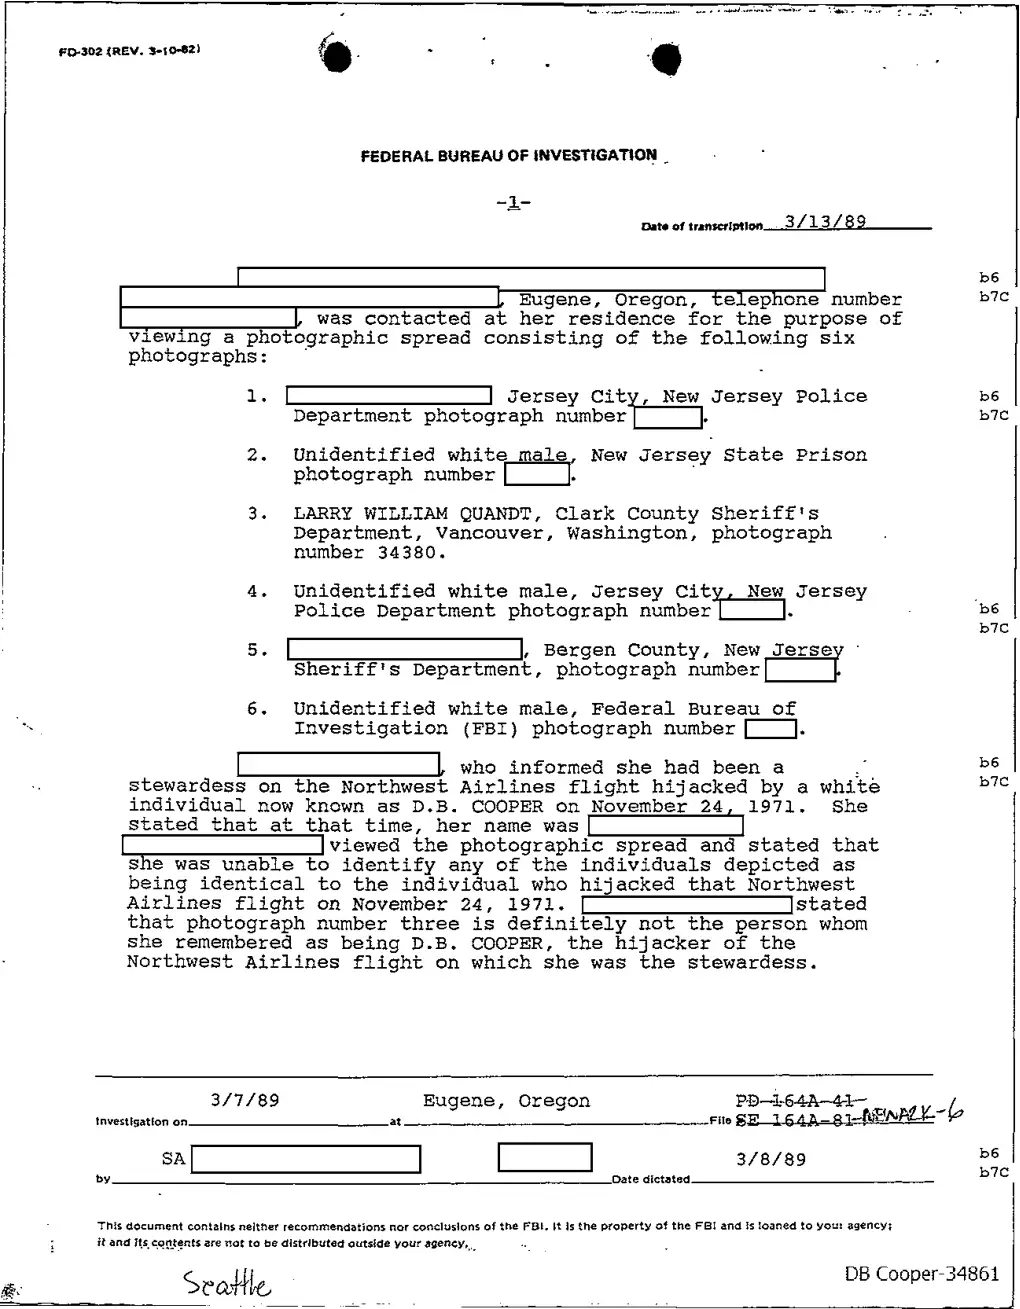 FD-302 (REV. 3-10-82)
FEDERAL BUREAU OF INVESTIGATION
-1-
Date of transcription 3/13/89
b6
, Eugene, Oregon, telephone number b7C
, was contacted at her residence for the purpose of
viewing a photographic spread consisting of the following six
photographs:
1. Jersey City, New Jersey Police b6
Department photograph number . b7C
2. Unidentified white male, New Jersey State Prison
photograph number .
3. LARRY WILLIAM QUANDT, Clark County Sheriff's
Department, Vancouver, Washington, photograph
number 34380.
4. Unidentified white male, Jersey City, New Jersey
Police Department photograph number . b6
b7C
5. , Bergen County, New Jersey
Sheriff's Department, photograph number .
6. Unidentified white male, Federal Bureau of
Investigation (FBI) photograph number .
, who informed she had been a b6
stewardess on the Northwest Airlines flight hijacked by a white b7C
individual now known as D.B. COOPER on November 24, 1971. She
stated that at that time, her name was
viewed the photographic spread and stated that
she was unable to identify any of the individuals depicted as
being identical to the individual who hijacked that Northwest
Airlines flight on November 24, 1971. stated
that photograph number three is definitely not the person whom
she remembered as being D.B. COOPER, the hijacker of the
Northwest Airlines flight on which she was the stewardess.
3/7/89 Eugene, Oregon PD 164A-41
Investigation on at File SE 164A-81-NEWARK-6
SA 3/8/89 b6
by Date dictated b7C
This document contains neither recommendations nor conclusions of the FBI. It is the property of the FBI and is loaned to your agency;
it and its contents are not to be distributed outside your agency.
Seattle
DB Cooper-34861